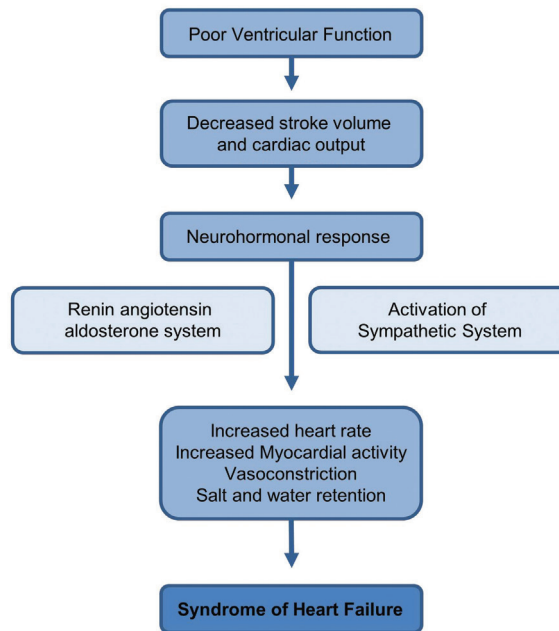 Poor Ventricular Function
Decreased stroke volume
and cardiac output
Neurohormonal response
Renin angiotensin
aldosterone system
Activation of
Sympathetic System
Increased heart rate
Increased Myocardial activity
Vasoconstriction
Salt and water retention
Syndrome of Heart Failure